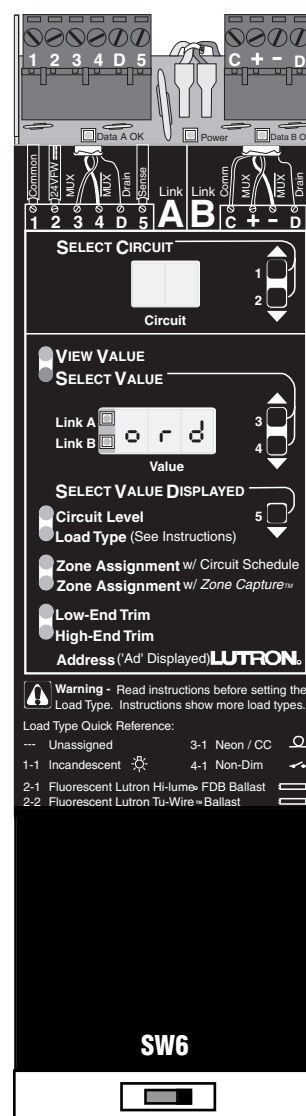 1 2 3 4 D 5 C + - D
Data A OK Power Data B O
Common 24VFW MUX MUX Drain Sense Link Link Comm MUX MUX Drain
A B
1 2 3 4 D 5 C + - D
SELECT CIRCUIT
1
2
Circuit
VIEW VALUE
SELECT VALUE
Link A
Link B
o r d
3
4
Value
SELECT VALUE DISPLAYED
Circuit Level
5
Load Type (See Instructions)
Zone Assignment w/ Circuit Schedule
Zone Assignment w/ Zone Capture™
Low-End Trim
High-End Trim
Address ('Ad' Displayed) LUTRON®
Warning - Read instructions before setting the
Load Type. Instructions show more load types.
Load Type Quick Reference:
--- Unassigned 3-1 Neon / CC
1-1 Incandescent 4-1 Non-Dim
2-1 Fluorescent Lutron Hi-lume® FDB Ballast
2-2 Fluorescent Lutron Tu-Wire™ Ballast
SW6